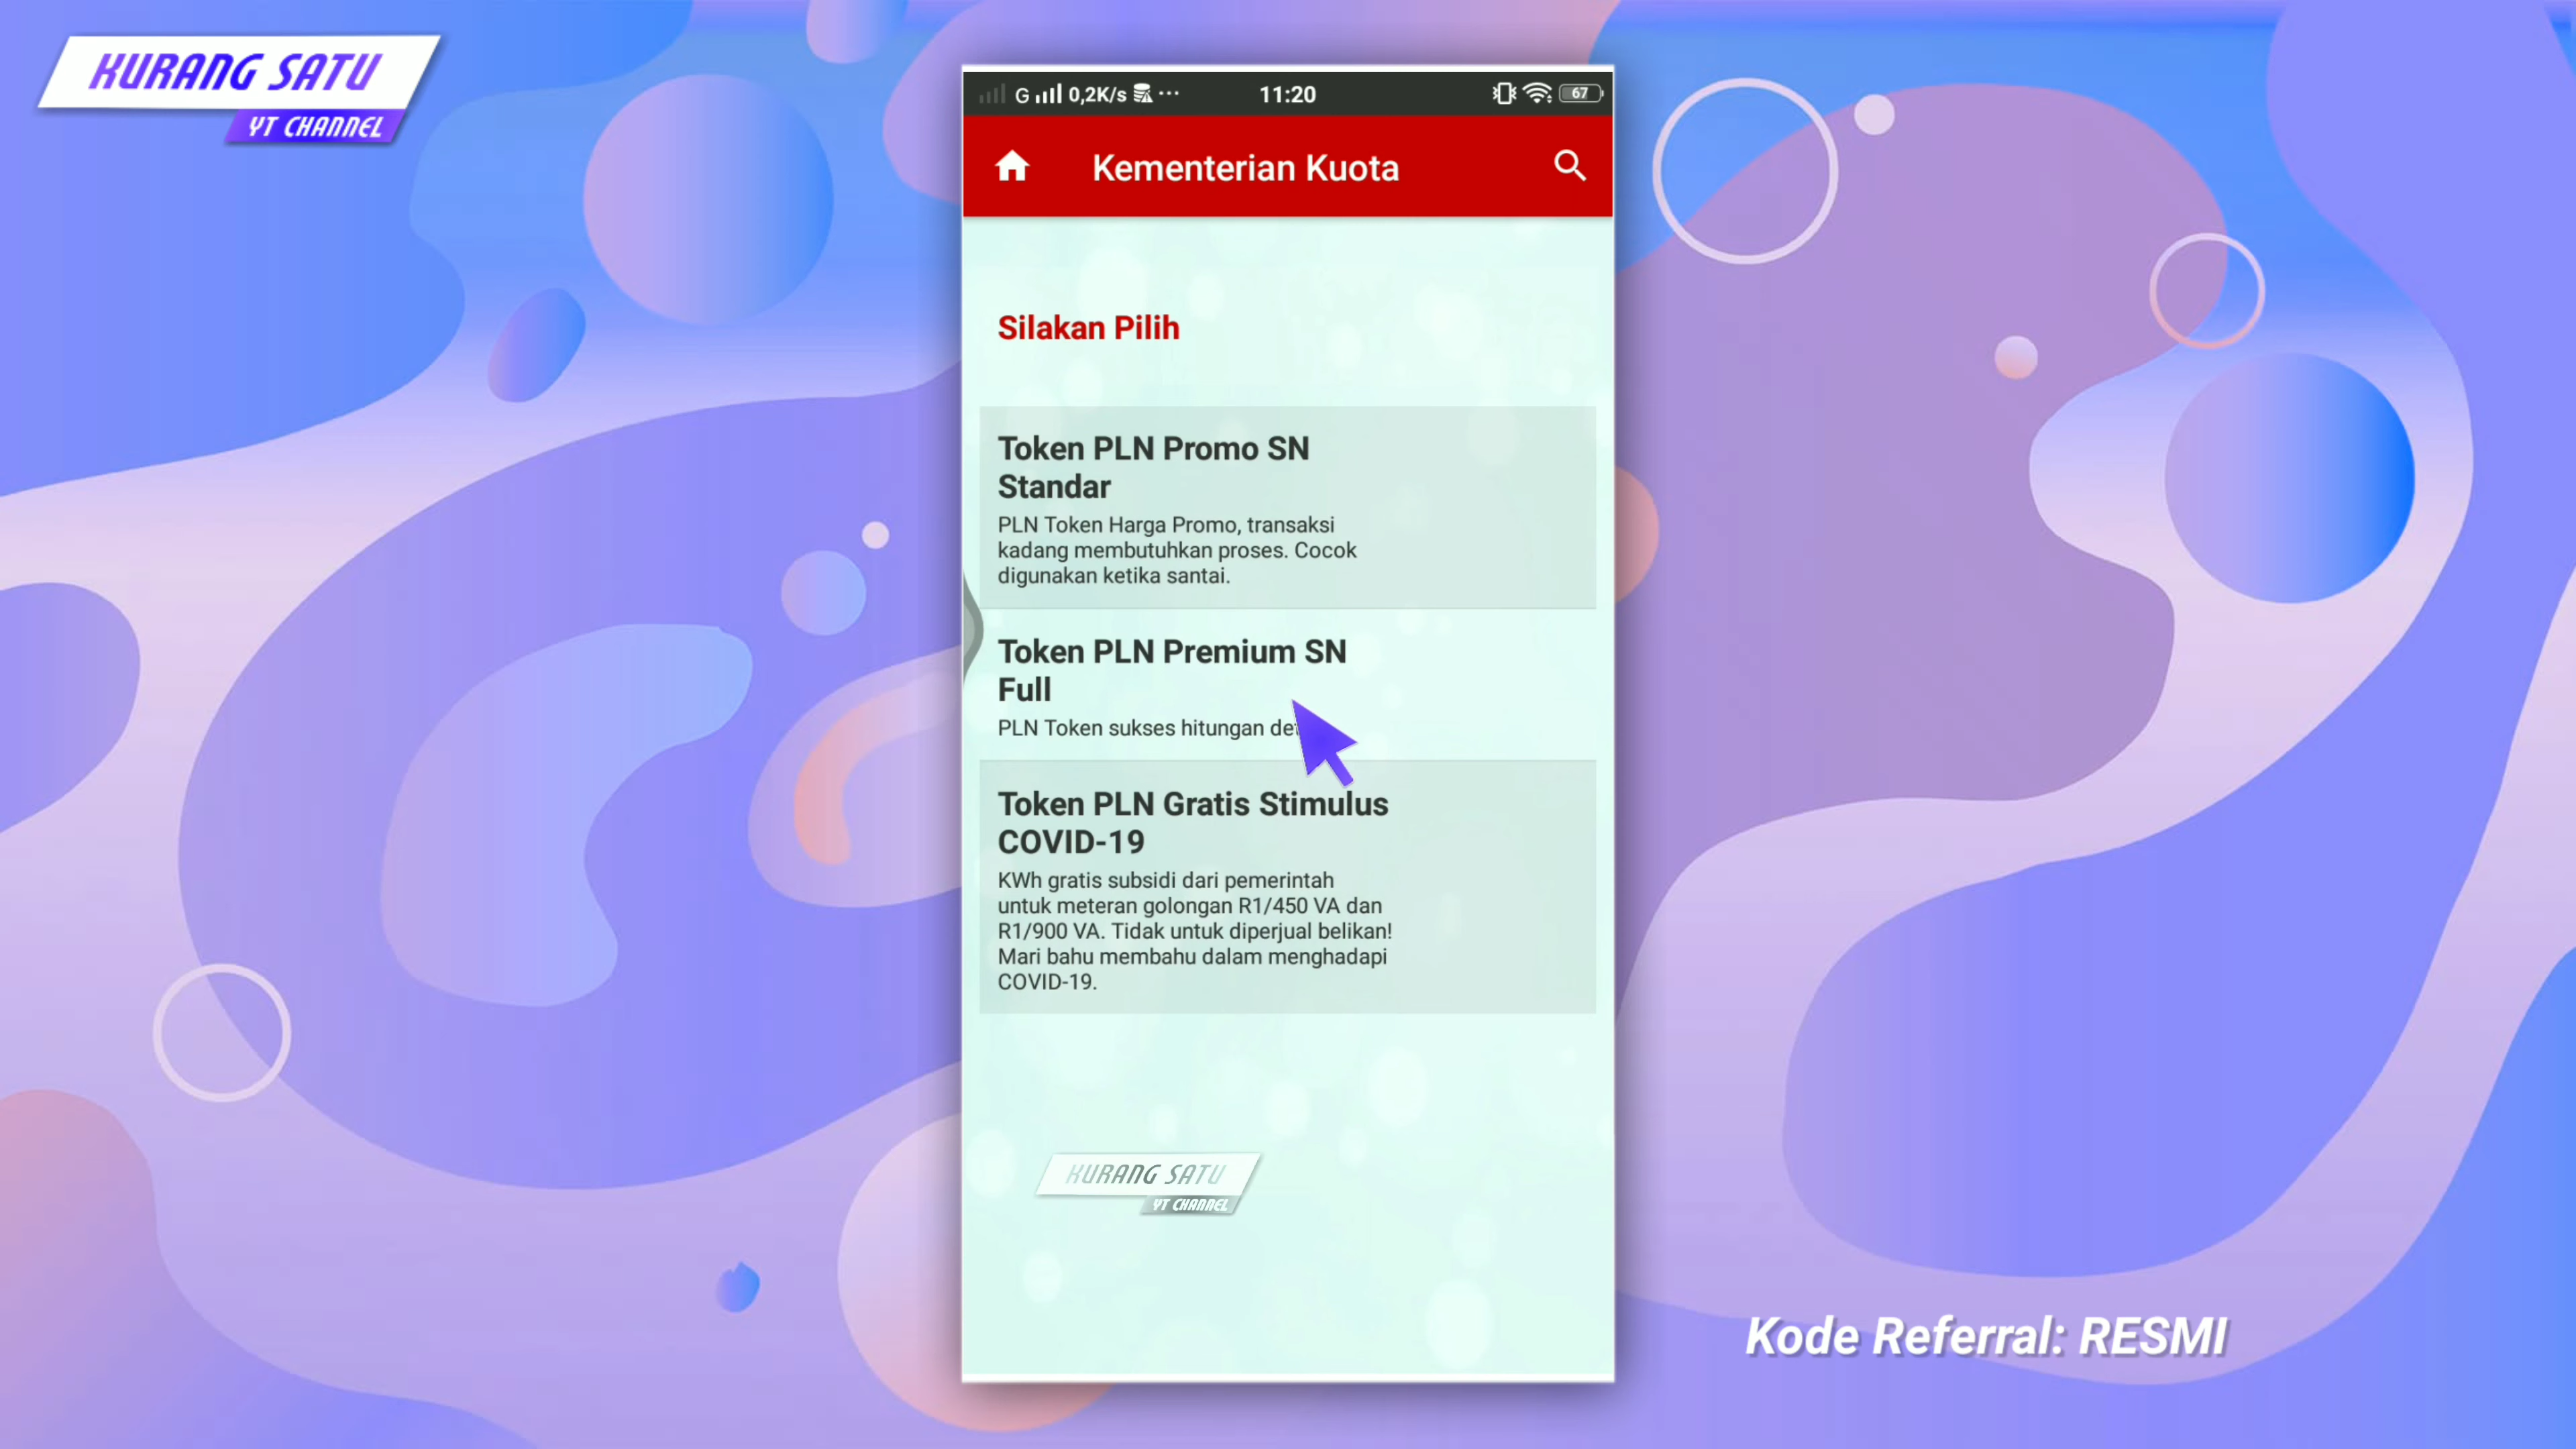 KURANG SATU
YT CHANNEL
G 0,2K/s ... 11:20 67
Kementerian Kuota
Silakan Pilih
Token PLN Promo SN
Standar
PLN Token Harga Promo, transaksi
kadang membutuhkan proses. Cocok
digunakan ketika santai.
Token PLN Premium SN
Full
PLN Token sukses hitungan
Token PLN Gratis Stimulus
COVID-19
KWh gratis subsidi dari pemerintah
untuk meteran golongan R1/450 VA dan
R1/900 VA. Tidak untuk diperjual belikan!
Mari bahu membahu dalam menghadapi
COVID-19.
KURANG SATU
YT CHANNEL
Kode Referral: RESMI